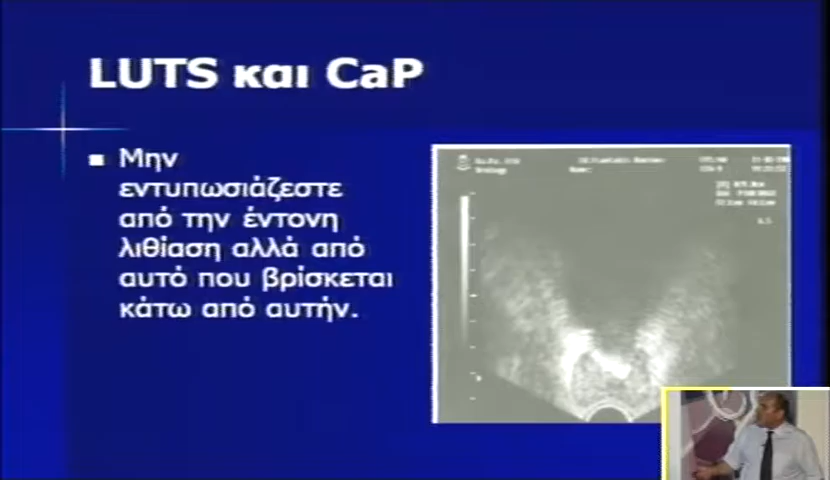 LUTS και CaP
Μην
εντυπωσιάζεστε
από την έντονη
λιθίαση αλλά από
αυτό που βρίσκεται
κάτω από αυτήν.